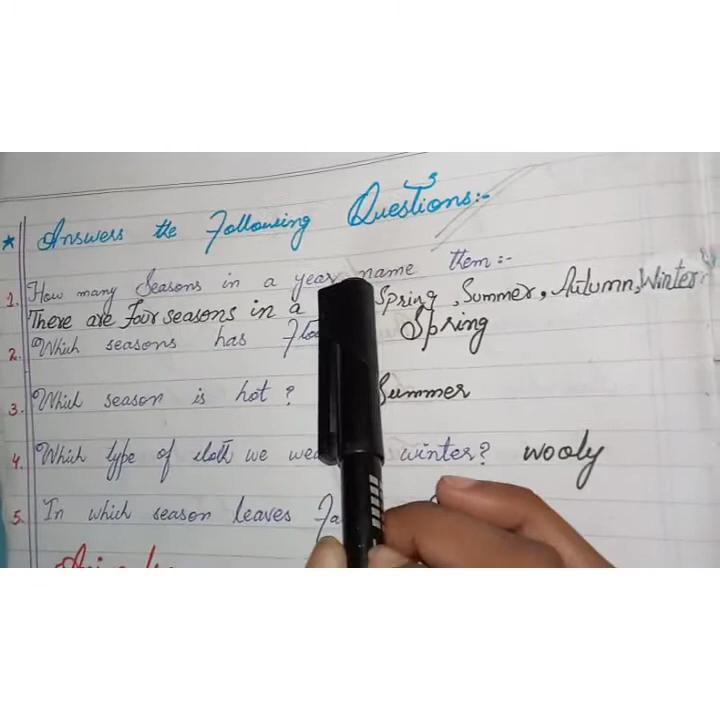 * Answers the Following Questions:-
1. How many Seasons in a year name them:-
There are Four seasons in a Spring, Summer, Autumn, Winter
2. Which seasons has Spring
3. Which season is hot? Summer
4. Which type of cloth we winter? wooly
5. In which season leaves